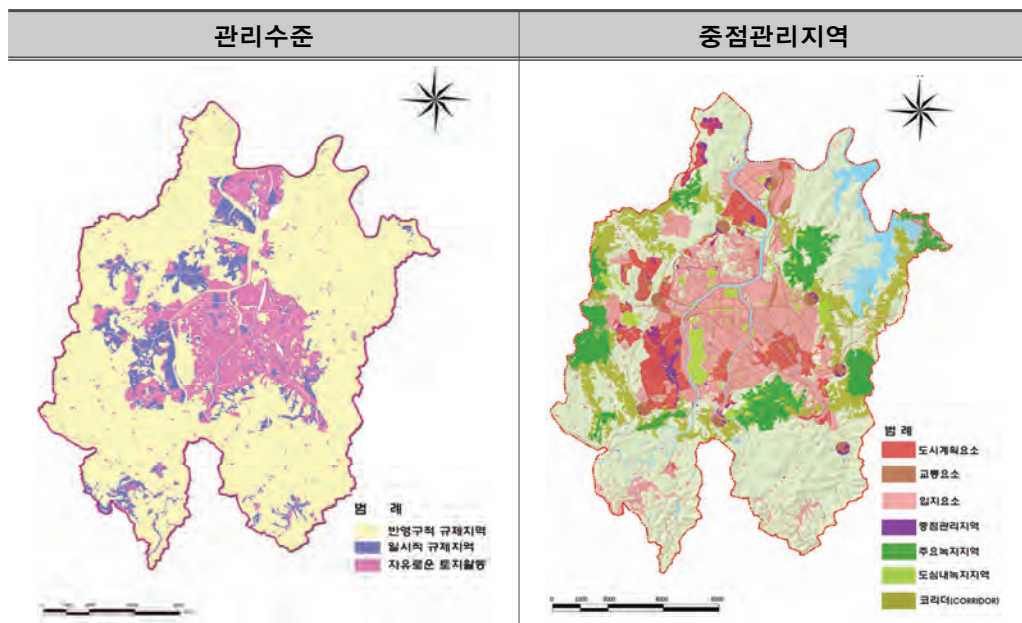 관리수준
중점관리지역
범 례
반영구적 규제지역
일시적 규제지역
자유로운 토지활동
범 례
도시계획요소
교통요소
입지요소
중점관리지역
주요녹지지역
도심내녹지지역
코리더(CORRIDOR)